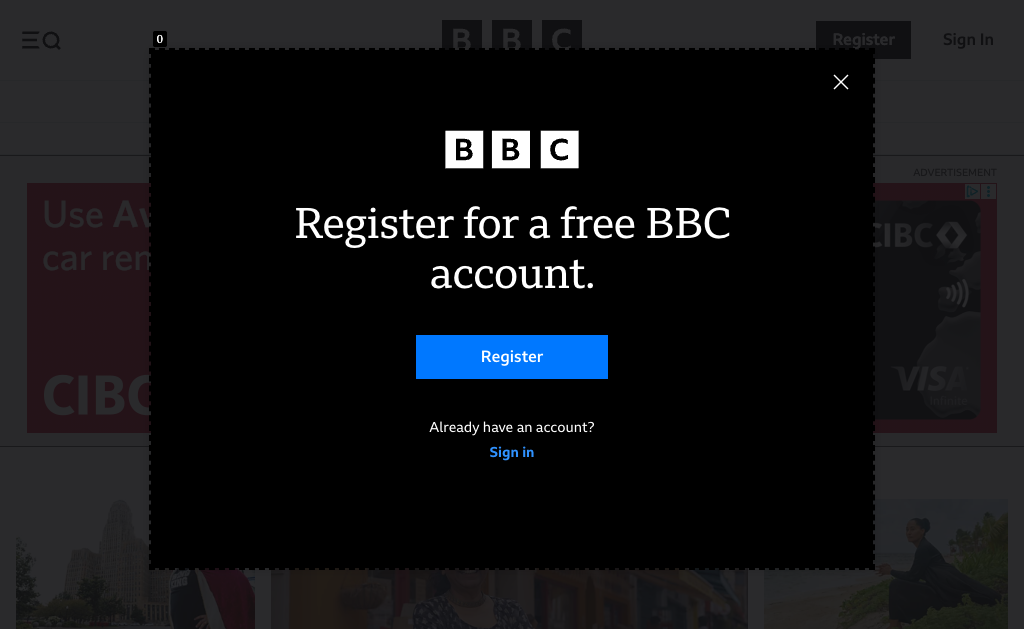 0
BBC
Register
Sign In
ADVERTISEMENT
Use Av
car ren
CIBC
CIBC
VISA
Infinite
BBC
Register for a free BBC
account.
Register
Already have an account?
Sign in